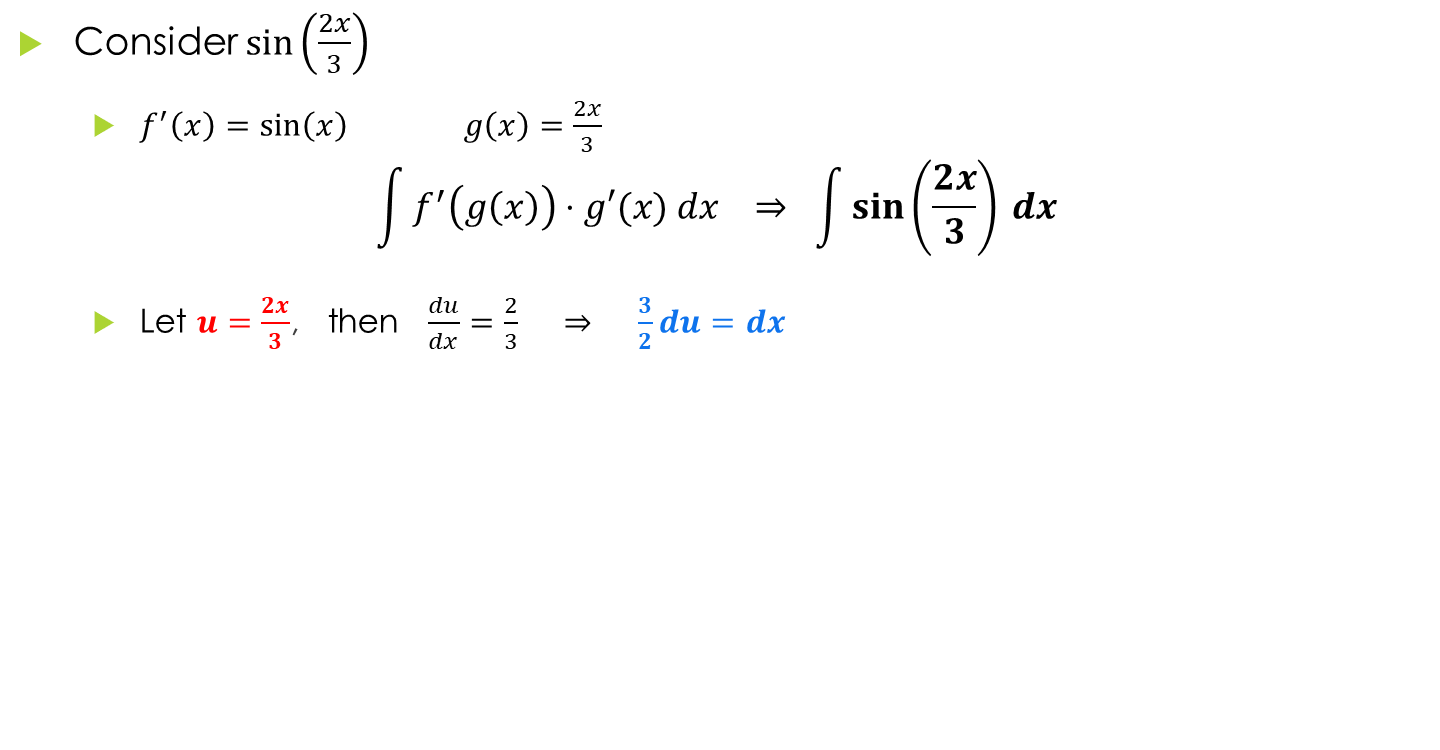 Consider sin(2x/3)
f′(x) = sin(x) g(x) = 2x/3
∫ f′(g(x)) · g′(x) dx ⇒ ∫ sin(2x/3) dx
Let u = 2x/3, then du/dx = 2/3 ⇒ 3/2 du = dx